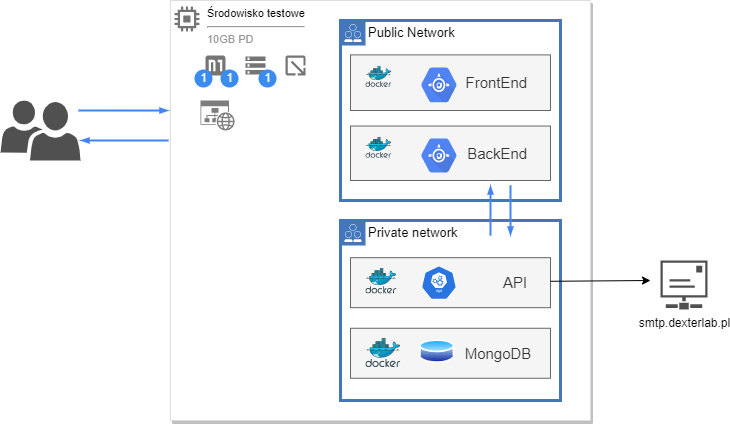 Środowisko testowe
10GB PD
1
1
1
Public Network
docker
FrontEnd
docker
BackEnd
Private network
docker
api
API
docker
MongoDB
smtp.dexterlab.pl